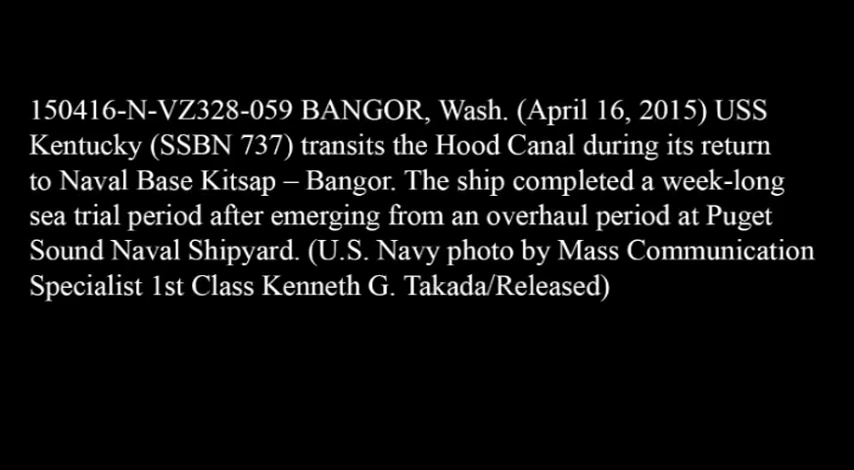 150416-N-VZ328-059 BANGOR, Wash. (April 16, 2015) USS
Kentucky (SSBN 737) transits the Hood Canal during its return
to Naval Base Kitsap – Bangor. The ship completed a week-long
sea trial period after emerging from an overhaul period at Puget
Sound Naval Shipyard. (U.S. Navy photo by Mass Communication
Specialist 1st Class Kenneth G. Takada/Released)